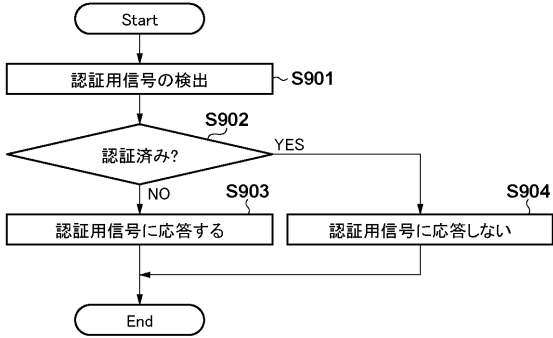 Start
認証用信号の検出
S901
S902
認証済み?
YES
NO
S903
認証用信号に応答する
S904
認証用信号に応答しない
End